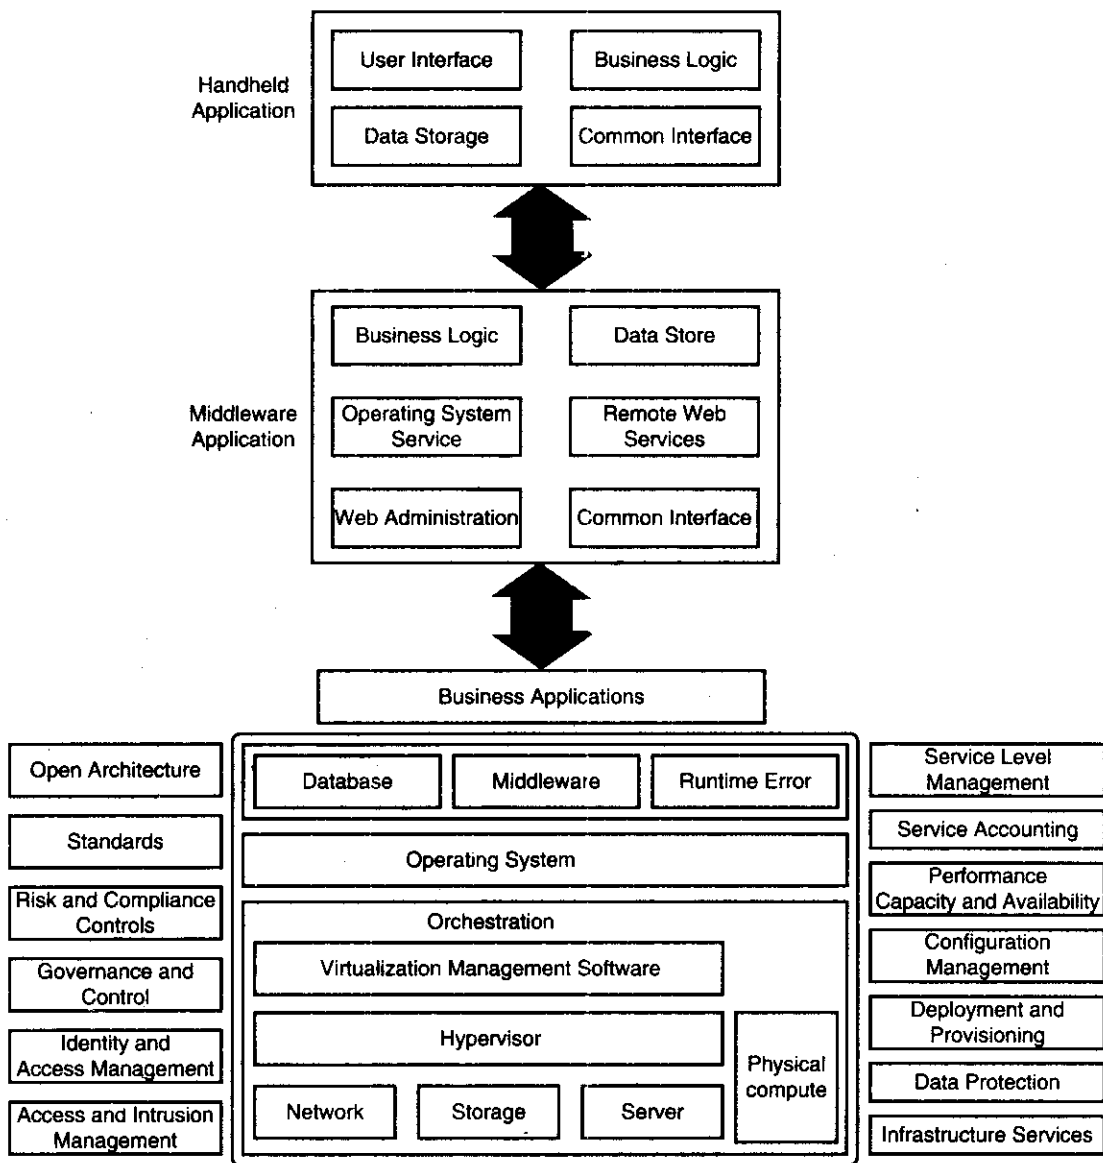 Handheld
Application
User Interface
Business Logic
Data Storage
Common Interface
Middleware
Application
Business Logic
Data Store
Operating System
Service
Remote Web
Services
Web Administration
Common Interface
Business Applications
Open Architecture
Standards
Risk and Compliance
Controls
Governance and
Control
Identity and
Access Management
Access and Intrusion
Management
Database
Middleware
Runtime Error
Operating System
Orchestration
Virtualization Management Software
Hypervisor
Network
Storage
Server
Physical
compute
Service Level
Management
Service Accounting
Performance
Capacity and Availability
Configuration
Management
Deployment and
Provisioning
Data Protection
Infrastructure Services